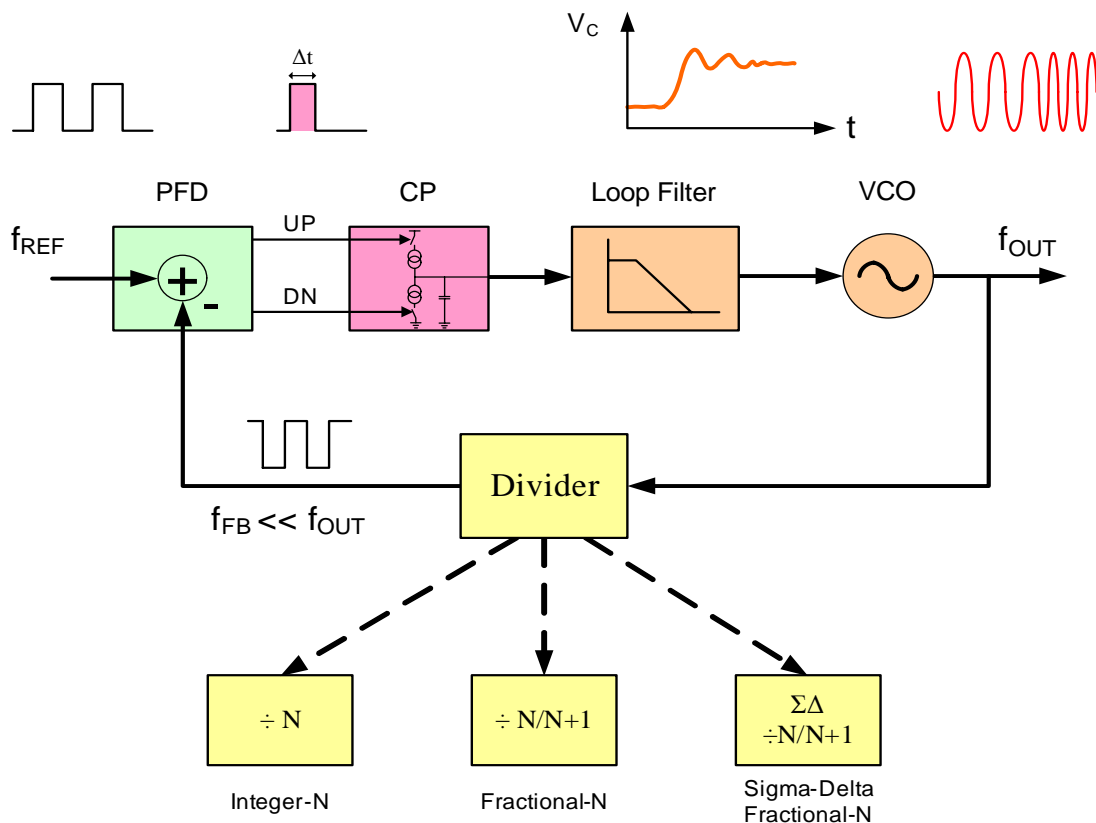 V_C
Δt
t
PFD
CP
Loop Filter
VCO
f_REF
UP
f_OUT
+
-
DN
Divider
f_FB << f_OUT
÷ N
÷ N/N+1
ΣΔ
÷N/N+1
Integer-N
Fractional-N
Sigma-Delta
Fractional-N